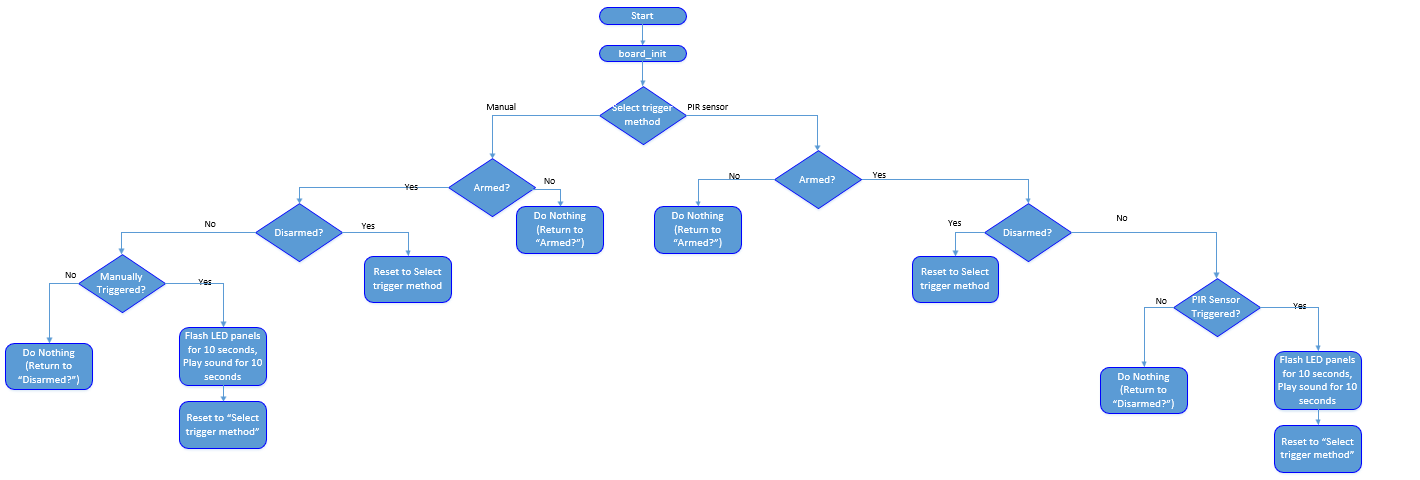 Start
board_init
Select trigger
method
Manual
PIR sensor
Armed?
Yes
No
Armed?
No
Yes
Do Nothing
(Return to
“Armed?”)
Do Nothing
(Return to
“Armed?”)
Disarmed?
No
Yes
Disarmed?
Yes
No
Reset to Select
trigger method
Reset to Select
trigger method
Manually
Triggered?
No
Yes
PIR Sensor
Triggered?
No
Yes
Do Nothing
(Return to
“Disarmed?”)
Flash LED panels
for 10 seconds,
Play sound for 10
seconds
Do Nothing
(Return to
“Disarmed?”)
Flash LED panels
for 10 seconds,
Play sound for 10
seconds
Reset to “Select
trigger method”
Reset to “Select
trigger method”